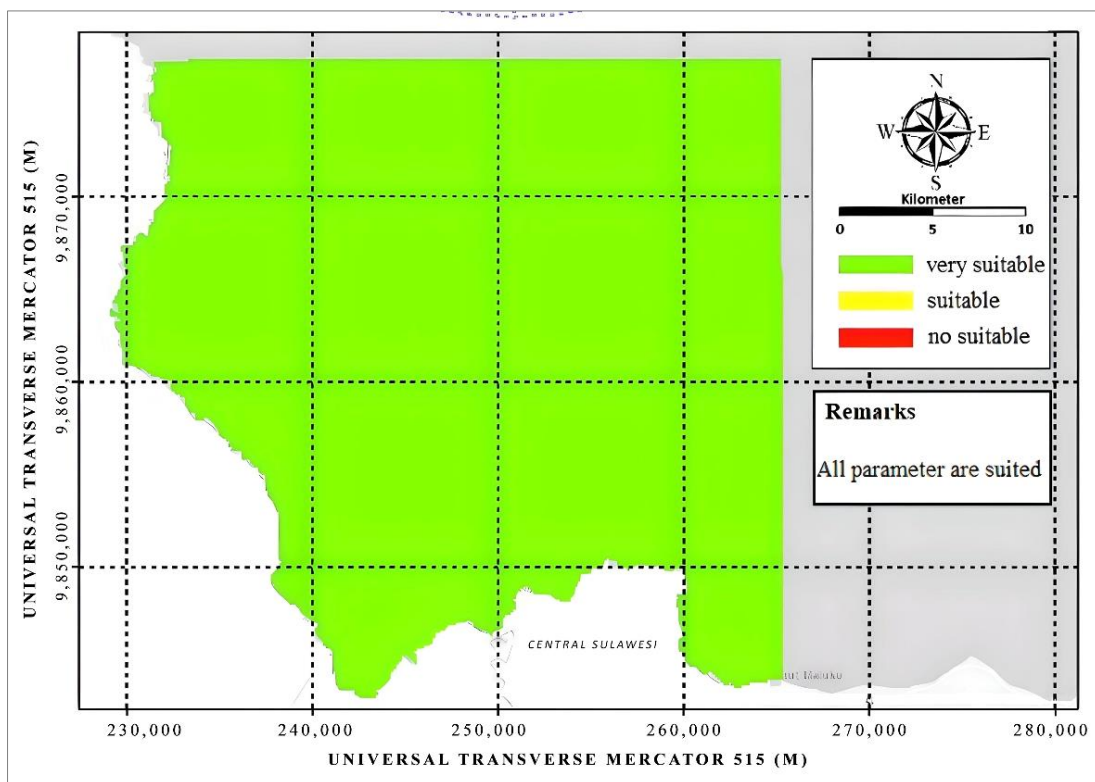 N
W
E
S
Kilometer
0 5 10
very suitable
suitable
no suitable
Remarks
All parameter are suited
UNIVERSAL TRANSVERSE MERCATOR 515 (M)
9,870,000
9,860,000
9,850,000
CENTRAL SULAWESI
230,000 240,000 250,000 260,000 270,000 280,000
UNIVERSAL TRANSVERSE MERCATOR 515 (M)